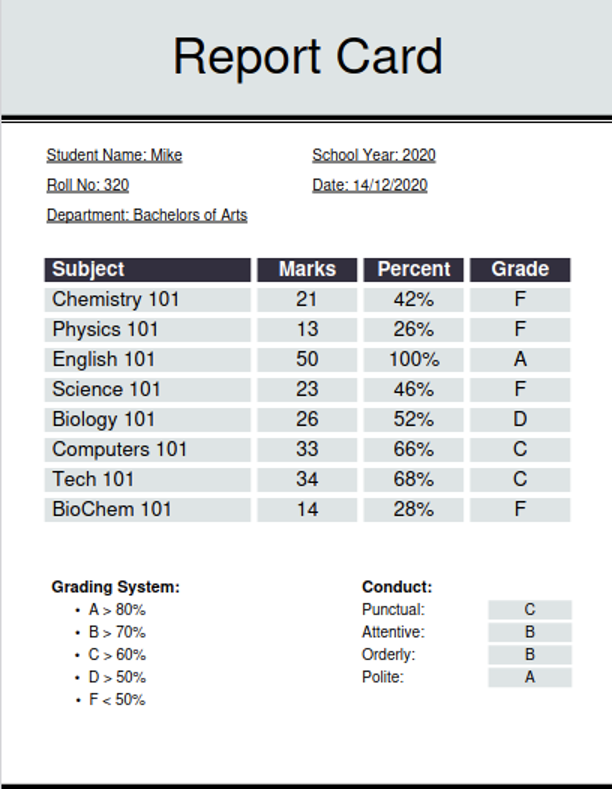 Report Card
Student Name: Mike School Year: 2020
Roll No: 320 Date: 14/12/2020
Department: Bachelors of Arts
Subject Marks Percent Grade
Chemistry 101 21 42% F
Physics 101 13 26% F
English 101 50 100% A
Science 101 23 46% F
Biology 101 26 52% D
Computers 101 33 66% C
Tech 101 34 68% C
BioChem 101 14 28% F
Grading System: Conduct:
• A > 80% Punctual: C
• B > 70% Attentive: B
• C > 60% Orderly: B
• D > 50% Polite: A
• F < 50%